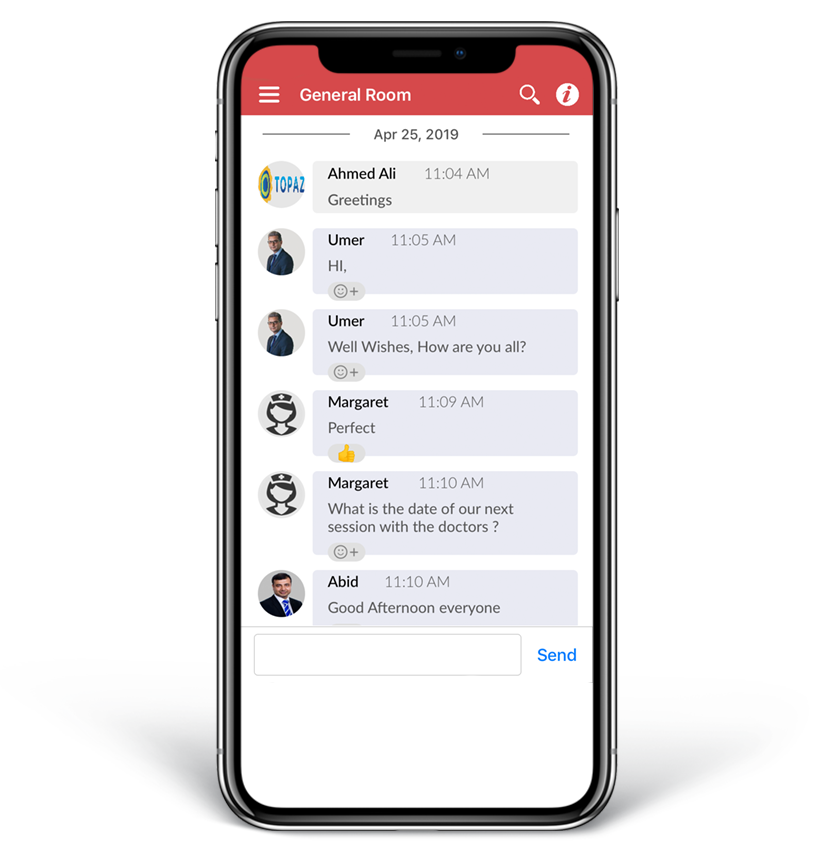 General Room
Apr 25, 2019
TOPAZ
Ahmed Ali 11:04 AM
Greetings
Umer 11:05 AM
HI,
Umer 11:05 AM
Well Wishes, How are you all?
Margaret 11:09 AM
Perfect
Margaret 11:10 AM
What is the date of our next
session with the doctors ?
Abid 11:10 AM
Good Afternoon everyone
Send